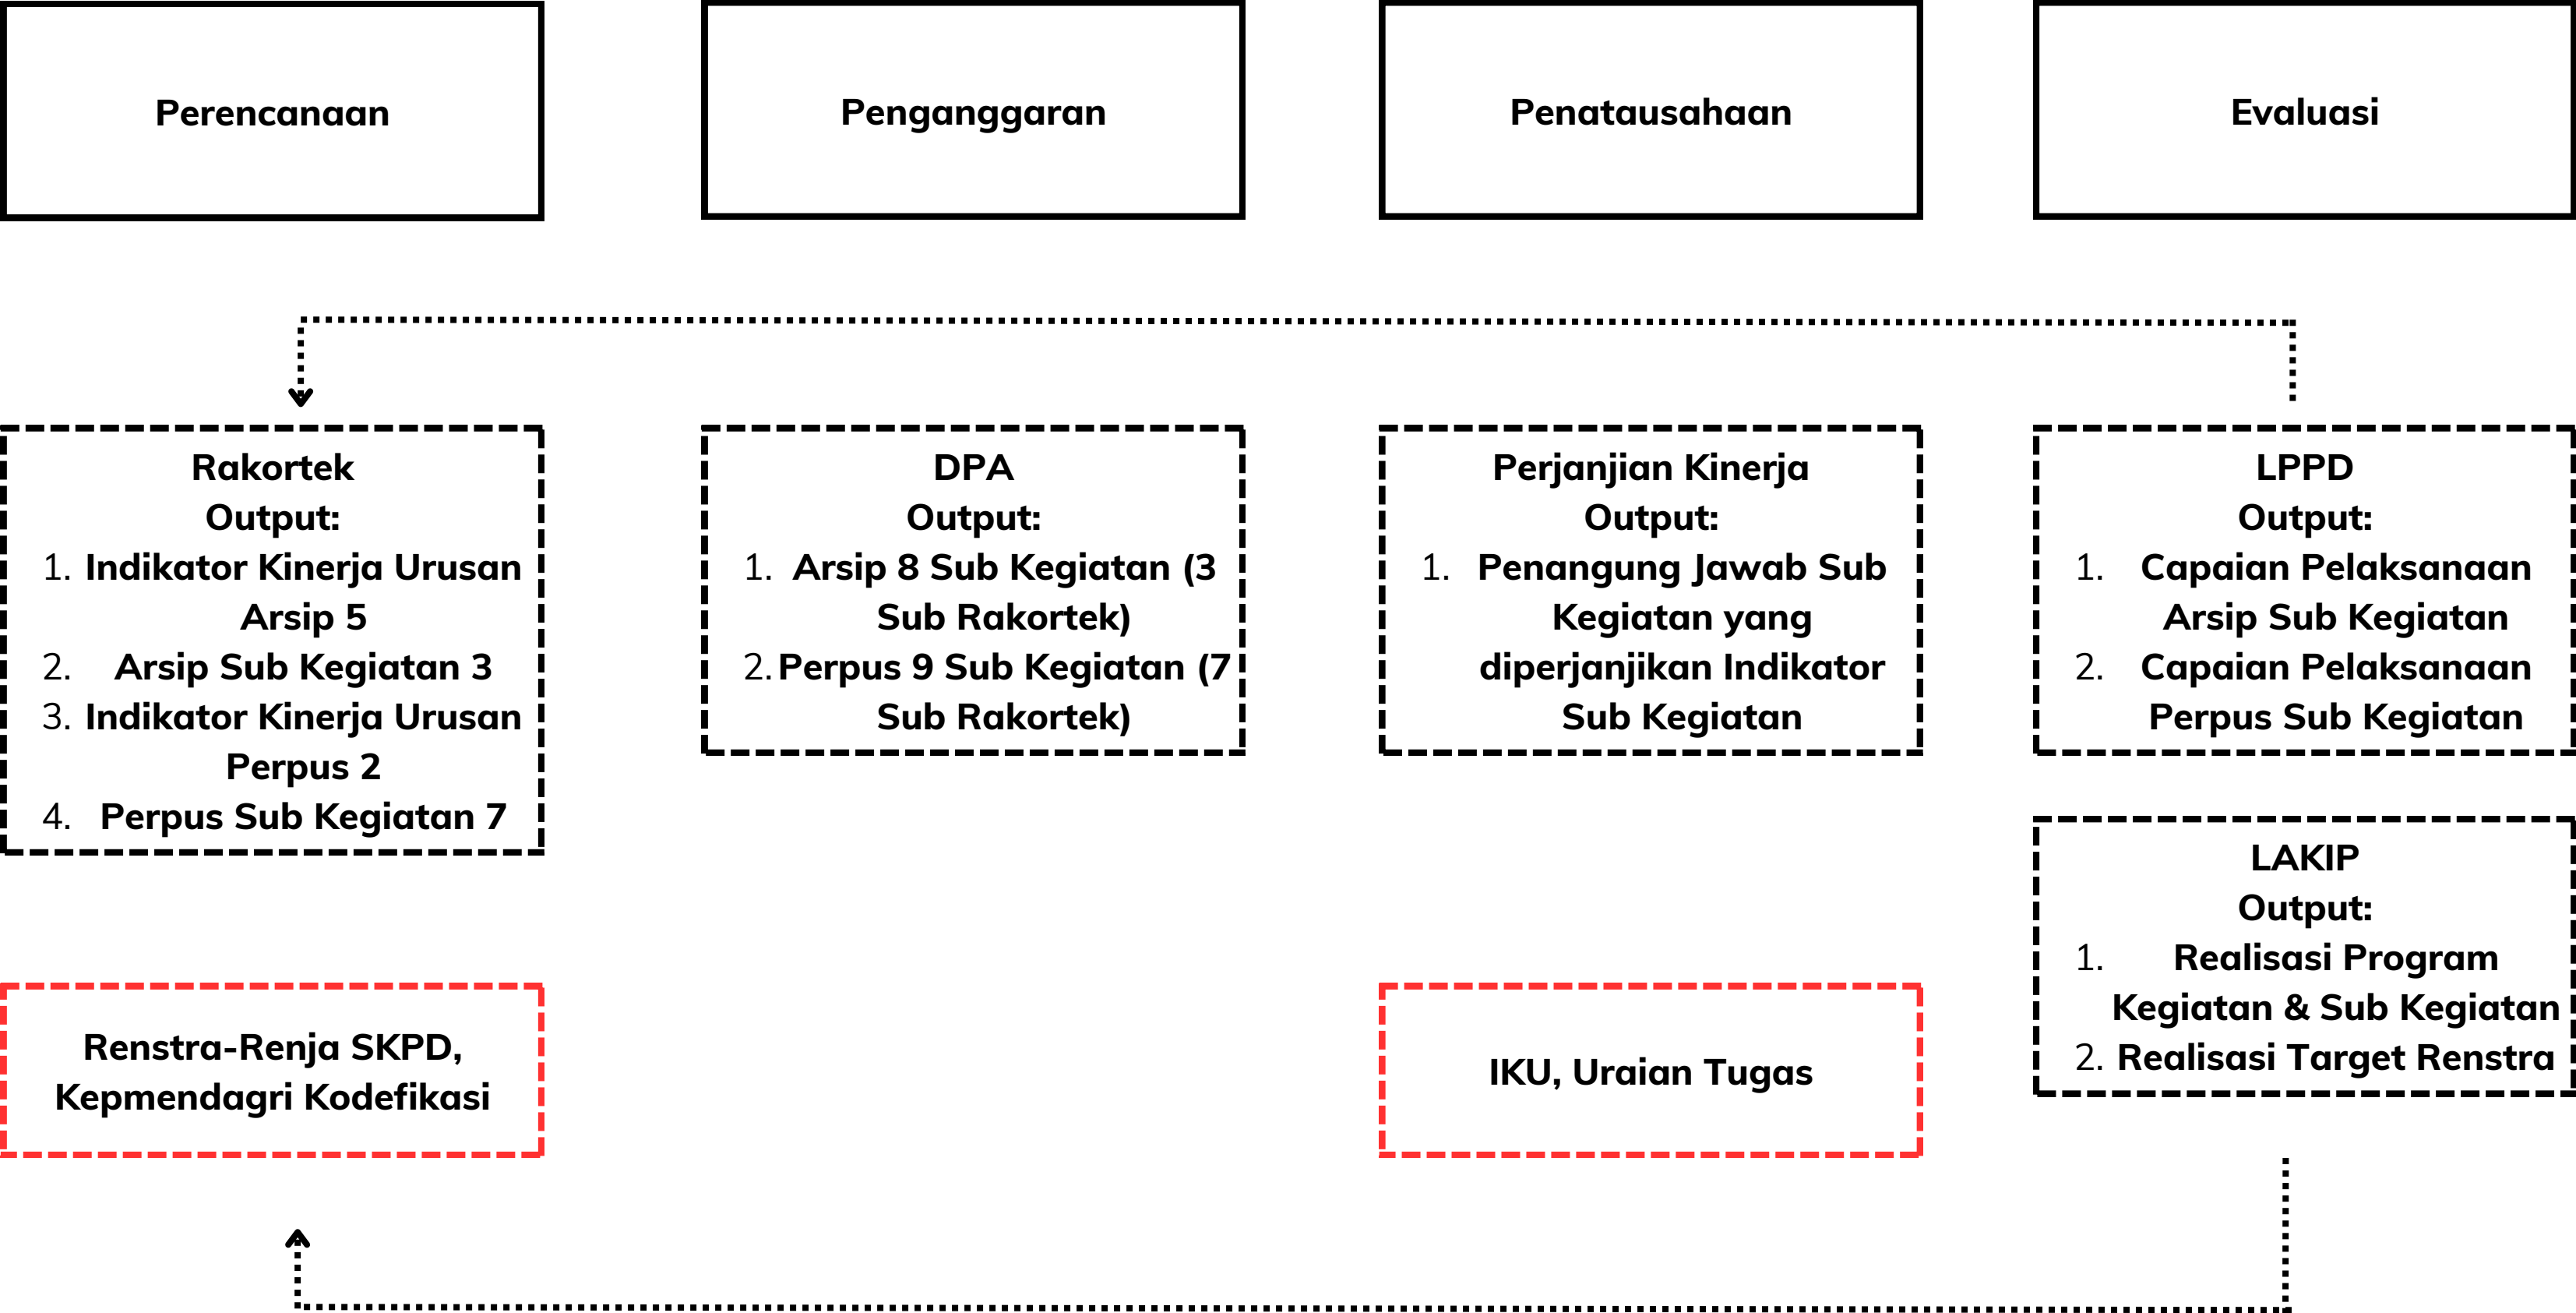 Perencanaan
Penganggaran
Penatausahaan
Evaluasi
Rakortek
Output:
1. Indikator Kinerja Urusan
Arsip 5
2. Arsip Sub Kegiatan 3
3. Indikator Kinerja Urusan
Perpus 2
4. Perpus Sub Kegiatan 7
DPA
Output:
1. Arsip 8 Sub Kegiatan (3
Sub Rakortek)
2. Perpus 9 Sub Kegiatan (7
Sub Rakortek)
Perjanjian Kinerja
Output:
1. Penangung Jawab Sub
Kegiatan yang
diperjanjikan Indikator
Sub Kegiatan
LPPD
Output:
1. Capaian Pelaksanaan
Arsip Sub Kegiatan
2. Capaian Pelaksanaan
Perpus Sub Kegiatan
LAKIP
Output:
1. Realisasi Program
Kegiatan & Sub Kegiatan
2. Realisasi Target Renstra
Renstra-Renja SKPD,
Kepmendagri Kodefikasi
IKU, Uraian Tugas